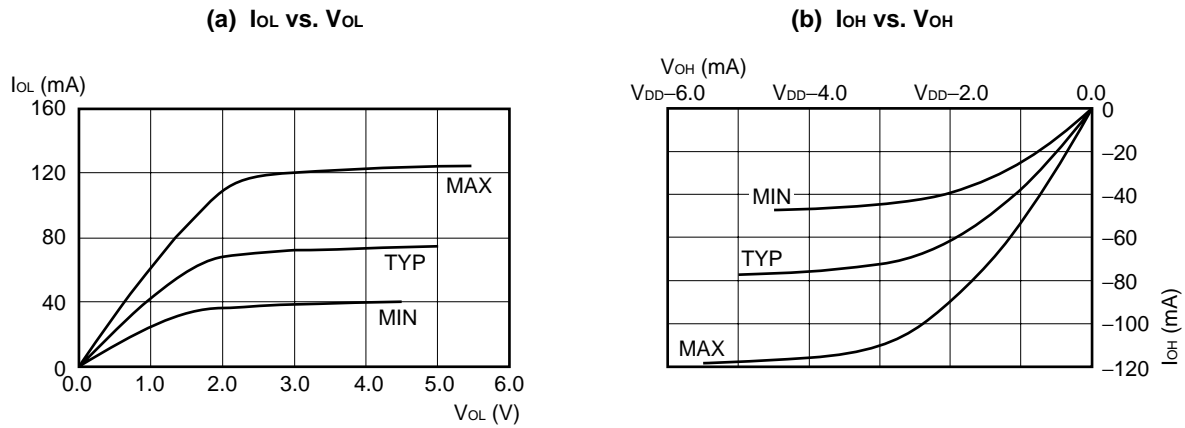 (a) IOL vs. VOL
IOL (mA)
160
120
80
40
0
MAX
TYP
MIN
0.0 1.0 2.0 3.0 4.0 5.0 6.0
VOL (V)
(b) IOH vs. VOH
VOH (mA)
VDD–6.0 VDD–4.0 VDD–2.0 0.0
0
–20
–40
–60
–80
–100
–120
MIN
TYP
MAX
IOH (mA)